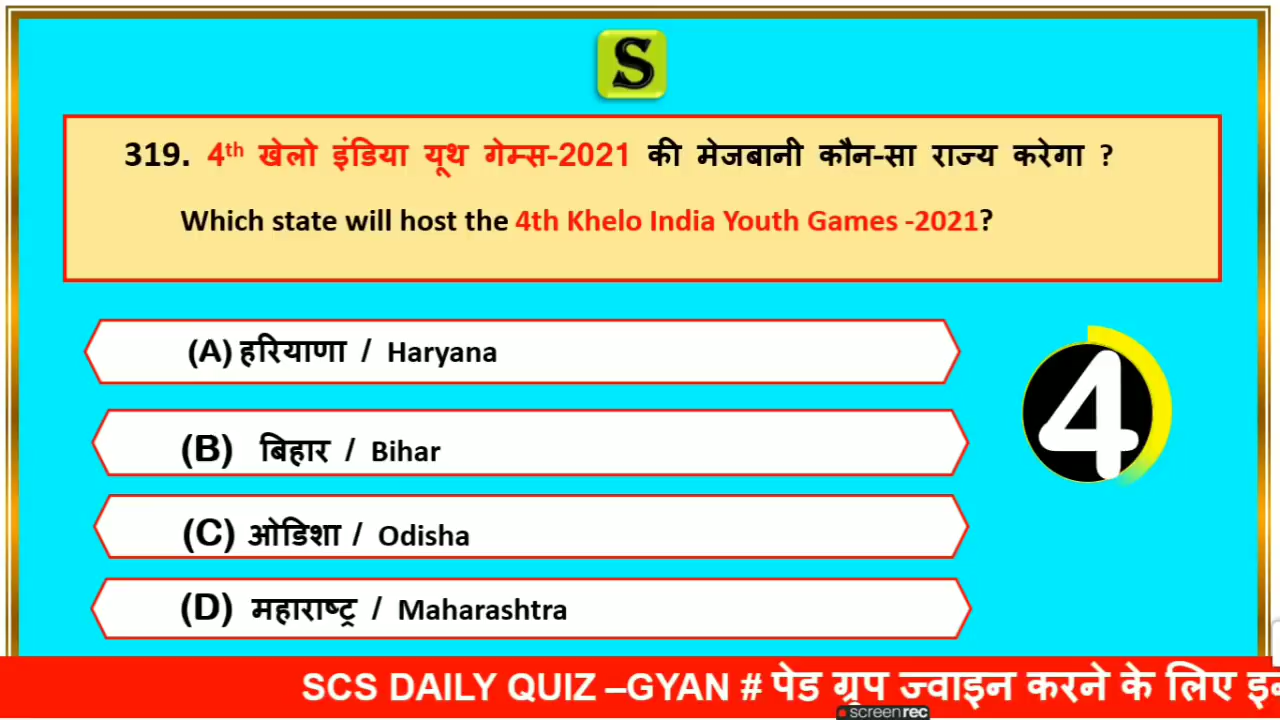 S
319. 4th खेलो इंडिया यूथ गेम्स-2021 की मेजबानी कौन-सा राज्य करेगा ?
Which state will host the 4th Khelo India Youth Games -2021?
(A) हरियाणा / Haryana
(B) बिहार / Bihar
4
(C) ओडिशा / Odisha
(D) महाराष्ट्र / Maharashtra
SCS DAILY QUIZ –GYAN # पेड ग्रूप ज्वाइन करने के लिए
screenrec